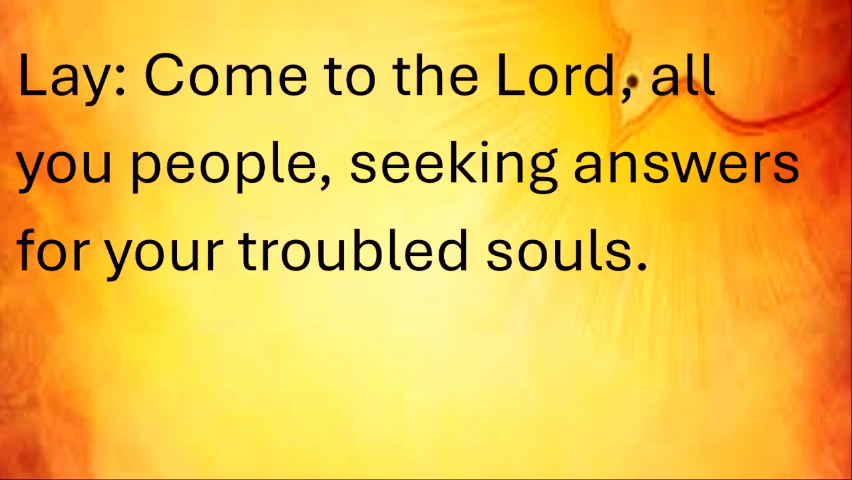 Lay: Come to the Lord, all
you people, seeking answers
for your troubled souls.